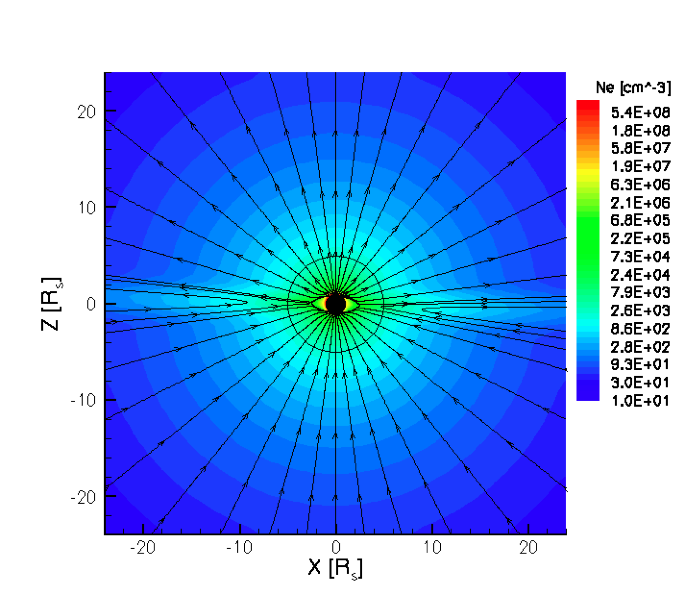 Ne [cm^-3]
5.4E+08
1.8E+08
5.8E+07
1.9E+07
6.3E+06
2.1E+06
6.8E+05
2.2E+05
7.3E+04
2.4E+04
7.9E+03
2.6E+03
8.6E+02
2.8E+02
9.3E+01
3.0E+01
1.0E+01
Z [Rs]
20
10
0
-10
-20
-20 -10 0 10 20
X [Rs]